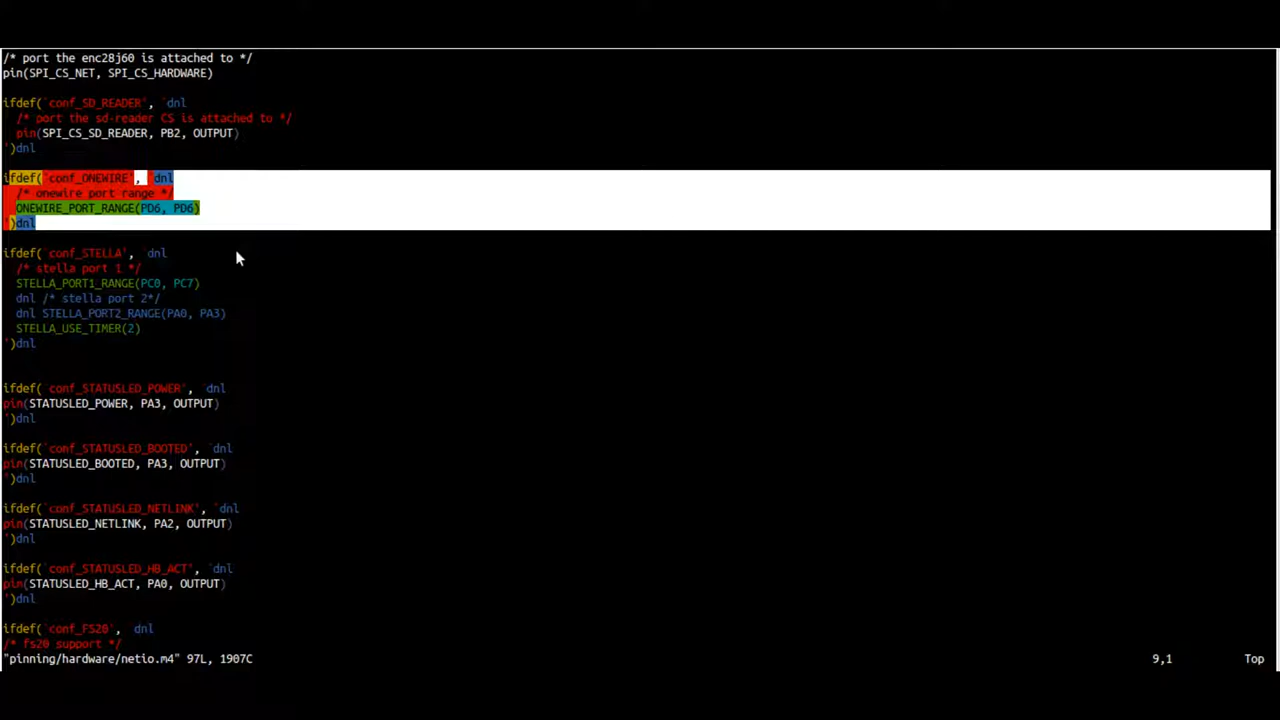 /* port the enc28j60 is attached to */
pin(SPI_CS_NET, SPI_CS_HARDWARE)
ifdef(`conf_SD_READER', `dnl
/* port the sd-reader CS is attached to */
pin(SPI_CS_SD_READER, PB2, OUTPUT)
')dnl
ifdef(`conf_ONEWIRE', `dnl
/* onewire port range */
ONEWIRE_PORT_RANGE(PD6, PD6)
')dnl
ifdef(`conf_STELLA', `dnl
/* stella port 1 */
STELLA_PORT1_RANGE(PC0, PC7)
dnl /* stella port 2*/
dnl STELLA_PORT2_RANGE(PA0, PA3)
STELLA_USE_TIMER(2)
')dnl
ifdef(`conf_STATUSLED_POWER', `dnl
pin(STATUSLED_POWER, PA3, OUTPUT)
')dnl
ifdef(`conf_STATUSLED_BOOTED', `dnl
pin(STATUSLED_BOOTED, PA3, OUTPUT)
')dnl
ifdef(`conf_STATUSLED_NETLINK', `dnl
pin(STATUSLED_NETLINK, PA2, OUTPUT)
')dnl
ifdef(`conf_STATUSLED_HB_ACT', `dnl
pin(STATUSLED_HB_ACT, PA0, OUTPUT)
')dnl
ifdef(`conf_FS20', `dnl
/* fs20 support */
"pinning/hardware/netio.m4" 97L, 1907C 9,1 Top